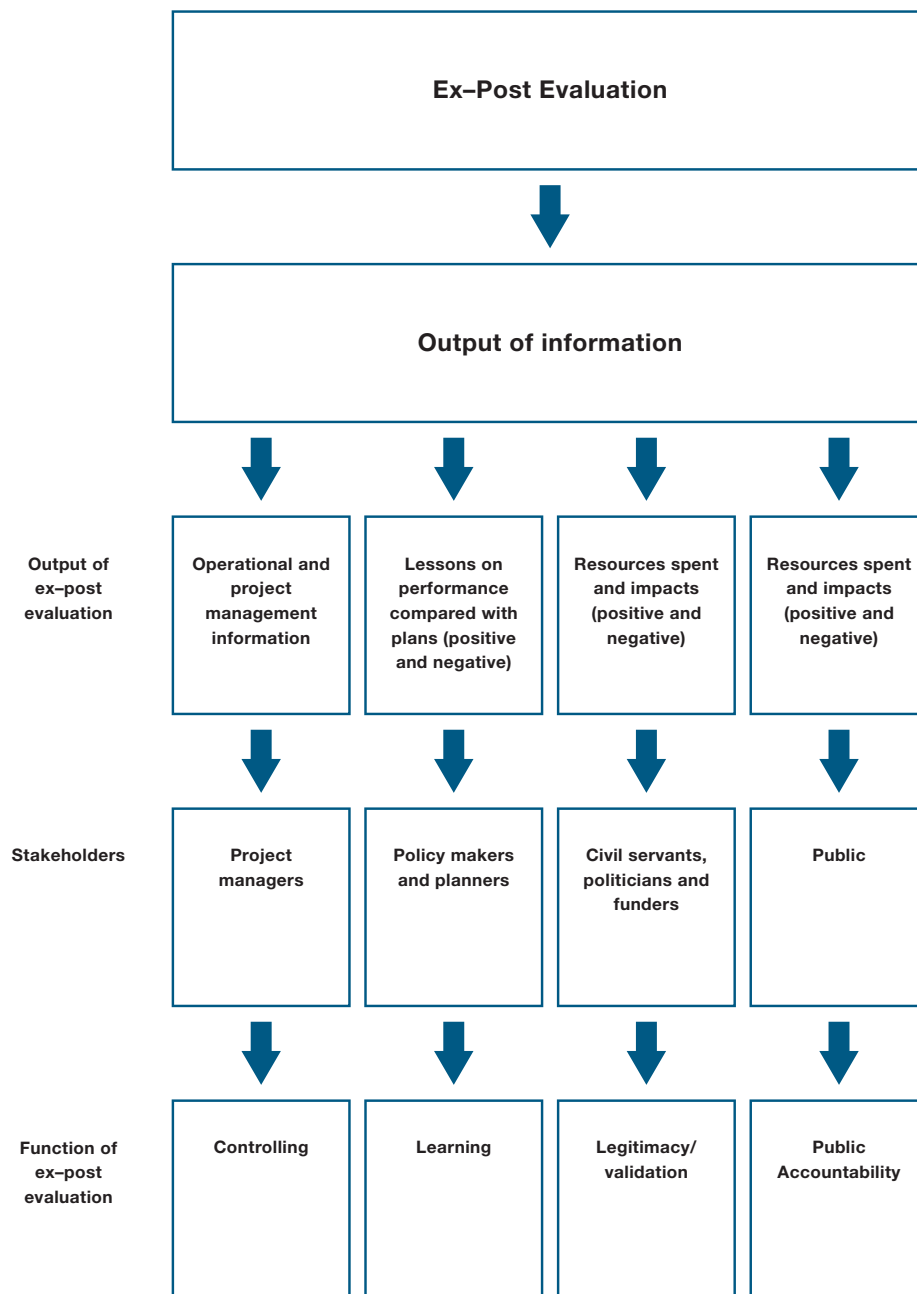 Ex–Post Evaluation
Output of information
Output of
ex–post
evaluation
Operational and
project
management
information
Lessons on
performance
compared with
plans (positive
and negative)
Resources spent
and impacts
(positive and
negative)
Resources spent
and impacts
(positive and
negative)
Stakeholders
Project
managers
Policy makers
and planners
Civil servants,
politicians and
funders
Public
Function of
ex–post
evaluation
Controlling
Learning
Legitimacy/
validation
Public
Accountability